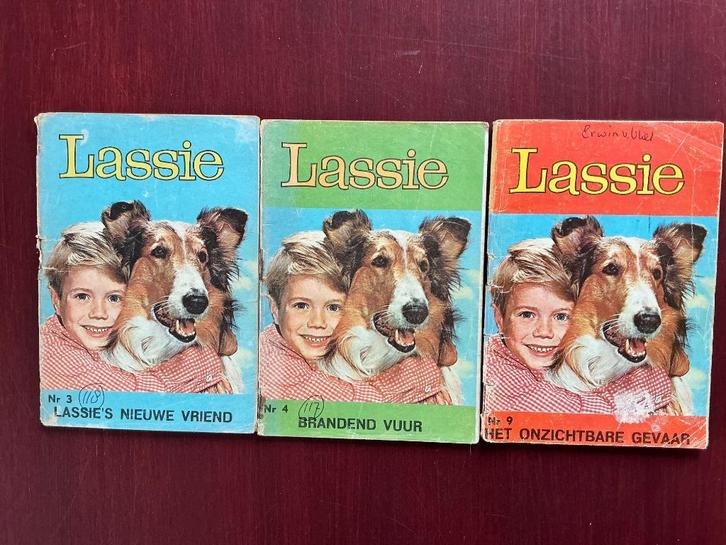 Lassie
Nr 3 (118)
LASSIE'S NIEUWE VRIEND
Lassie
Nr 4 (117)
BRANDEND VUUR
Erwin
Lassie
Nr 9
HET ONZICHTBARE GEVAAR